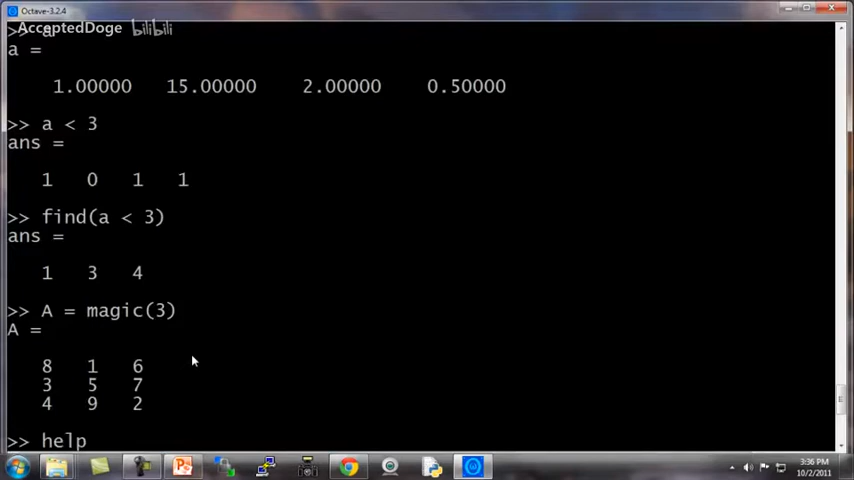 Octave-3.2.4
AcceptedDoge bilibili
a =
1.00000 15.00000 2.00000 0.50000
>> a < 3
ans =
1 0 1 1
>> find(a < 3)
ans =
1 3 4
>> A = magic(3)
A =
8 1 6
3 5 7
4 9 2
>> help
3:36 PM
10/2/2011